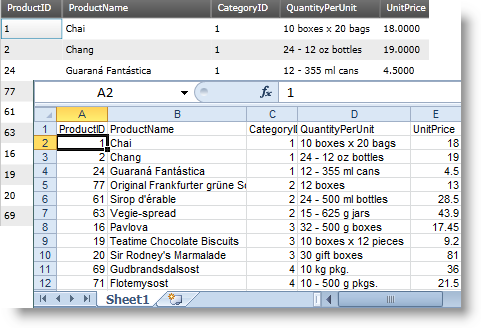 ProductID ProductName CategoryID QuantityPerUnit UnitPrice
1 Chai 1 10 boxes x 20 bags 18.0000
2 Chang 1 24 - 12 oz bottles 19.0000
24 Guaraná Fantástica 1 12 - 355 ml cans 4.5000
77
61
63
16
19
20
69
A2 fx 1
A B C D E
1 ProductID ProductName CategoryI QuantityPerUnit UnitPrice
2 1 Chai 1 10 boxes x 20 bags 18
3 2 Chang 1 24 - 12 oz bottles 19
4 24 Guaraná Fantástica 1 12 - 355 ml cans 4.5
5 77 Original Frankfurter grüne So 2 12 boxes 13
6 61 Sirop d'érable 2 24 - 500 ml bottles 28.5
7 63 Vegie-spread 2 15 - 625 g jars 43.9
8 16 Pavlova 3 32 - 500 g boxes 17.45
9 19 Teatime Chocolate Biscuits 3 10 boxes x 12 pieces 9.2
10 20 Sir Rodney's Marmalade 3 30 gift boxes 81
11 69 Gudbrandsdalsost 4 10 kg pkg. 36
12 71 Flotemysost 4 10 - 500 g pkgs. 21.5
Sheet1